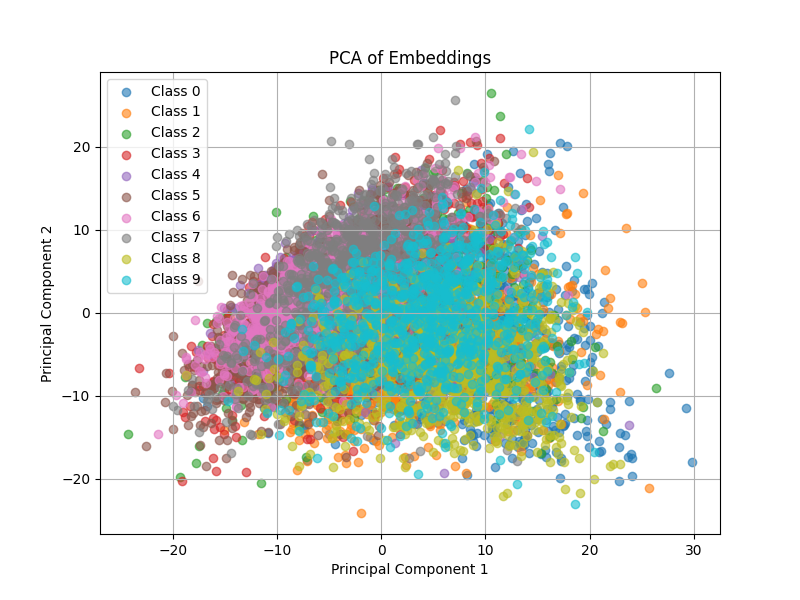 PCA of Embeddings
Class 0
Class 1
Class 2
Class 3
Class 4
Class 5
Class 6
Class 7
Class 8
Class 9
20
10
0
−10
−20
Principal Component 2
−20 −10 0 10 20 30
Principal Component 1